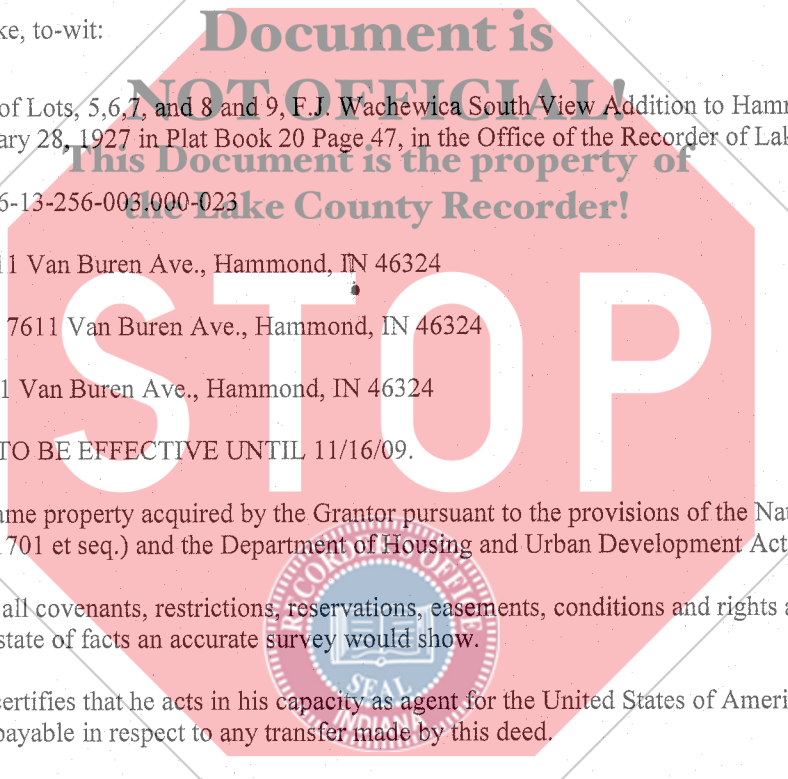 ke, to-wit:
Document is
NOT OFFICIAL!
This Document is the property of
the Lake County Recorder!
STOP
of Lots, 5,6,7, and 8 and 9, F.J. Wachewica South View Addition to Hamm
ary 28, 1927 in Plat Book 20 Page 47, in the Office of the Recorder of Lak
6-13-256-003.000-023
11 Van Buren Ave., Hammond, IN 46324
7611 Van Buren Ave., Hammond, IN 46324
1 Van Buren Ave., Hammond, IN 46324
TO BE EFFECTIVE UNTIL 11/16/09.
ame property acquired by the Grantor pursuant to the provisions of the Nat
1701 et seq.) and the Department of Housing and Urban Development Act
all covenants, restrictions, reservations, easements, conditions and rights a
state of facts an accurate survey would show.
certifies that he acts in his capacity as agent for the United States of Ameri
payable in respect to any transfer made by this deed.
RECORDER'S OFFICE
SEAL
INDIANA